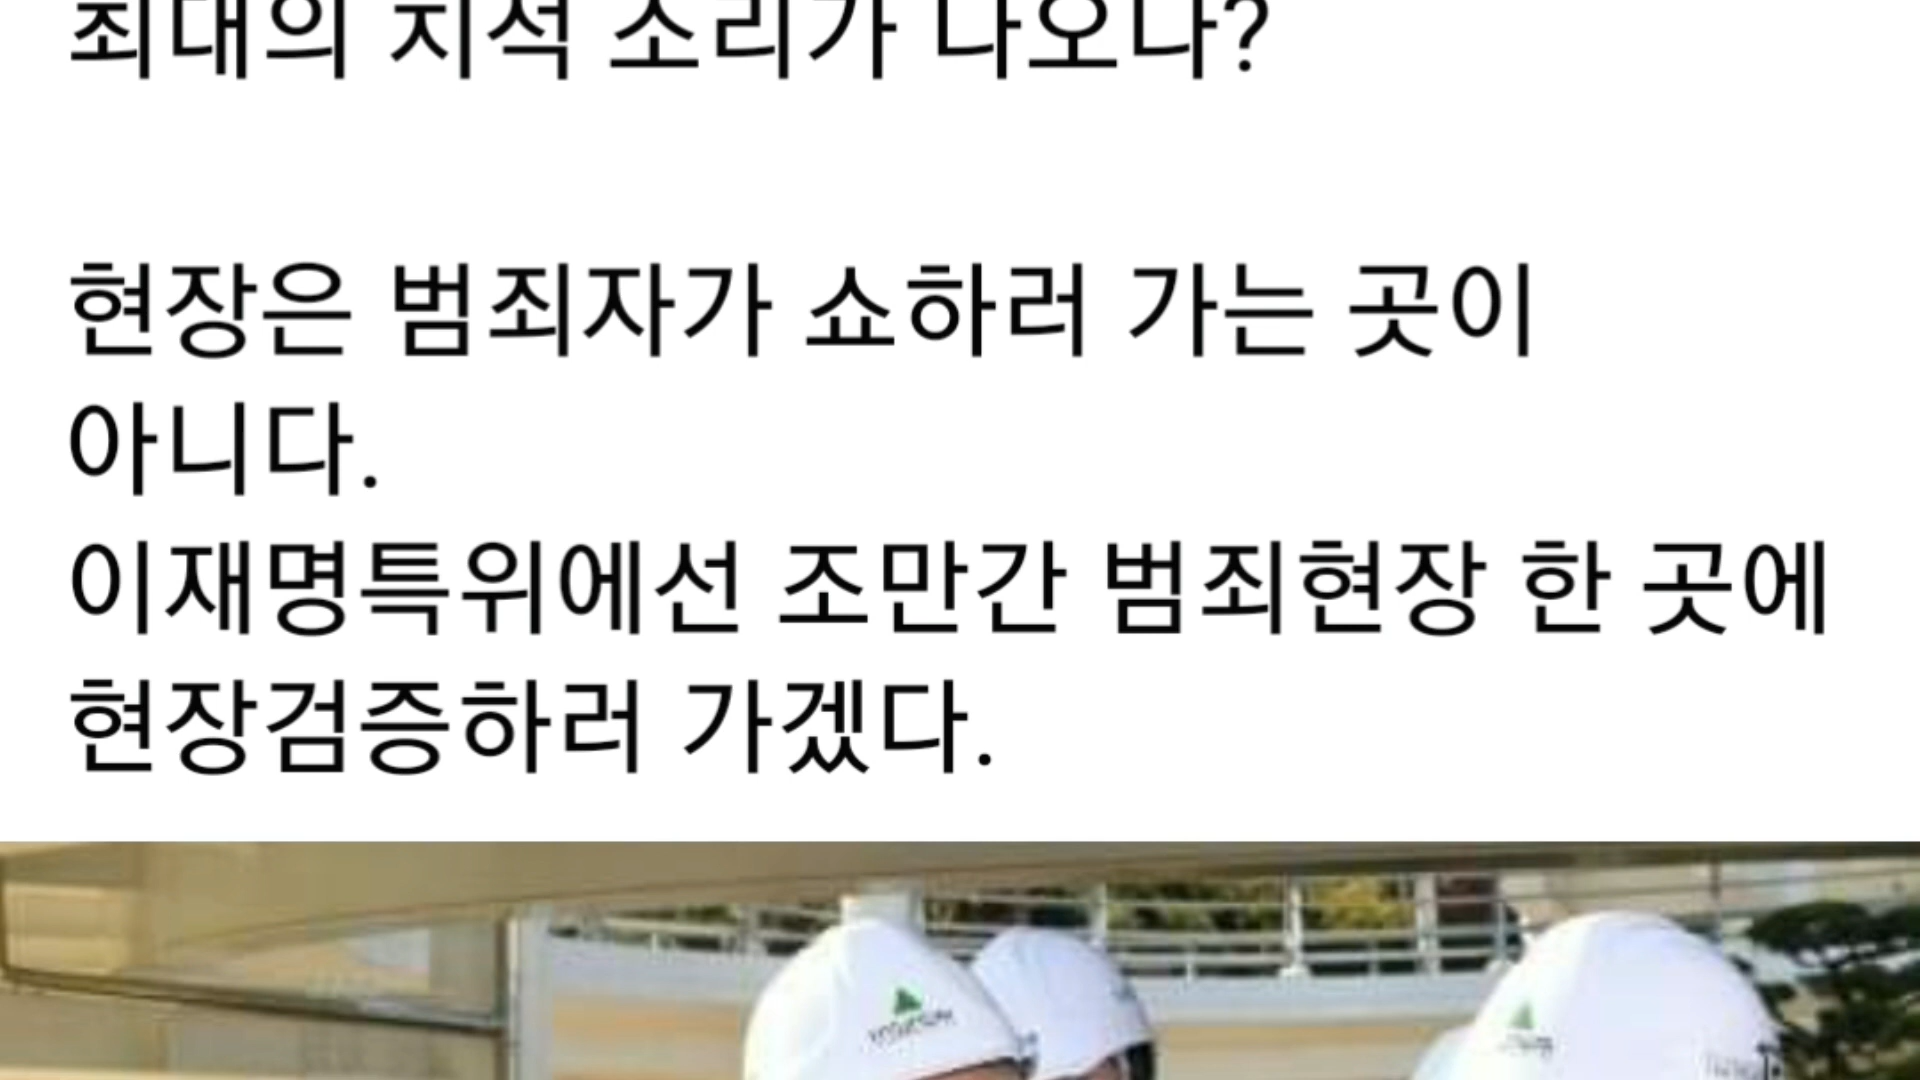 최대의 치적 소리가 나오나?
현장은 범죄자가 쇼하러 가는 곳이
아니다.
이재명특위에선 조만간 범죄현장 한 곳에
현장검증하러 가겠다.